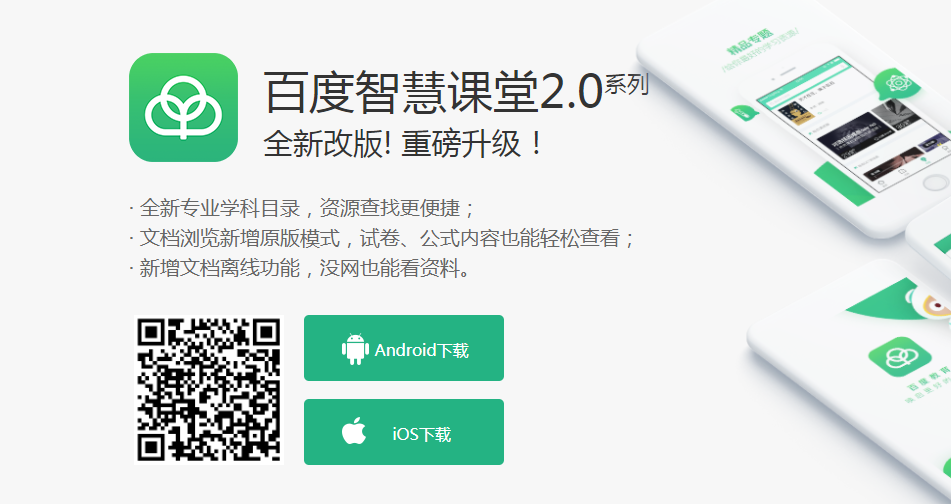 百度智慧课堂2.0系列
全新改版! 重磅升级！
· 全新专业学科目录，资源查找更便捷；
· 文档浏览新增原版模式，试卷、公式内容也能轻松查看；
· 新增文档离线功能，没网也能看资料。
Android下载
iOS下载
精品专题
百度教育